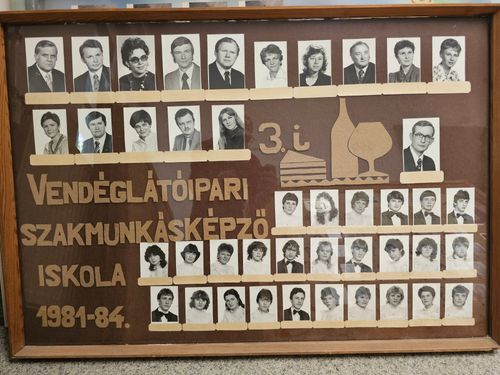 3.i
VENDÉGLÁTÓIPARI
SZAKMUNKÁSKÉPZŐ
ISKOLA
1981-84.